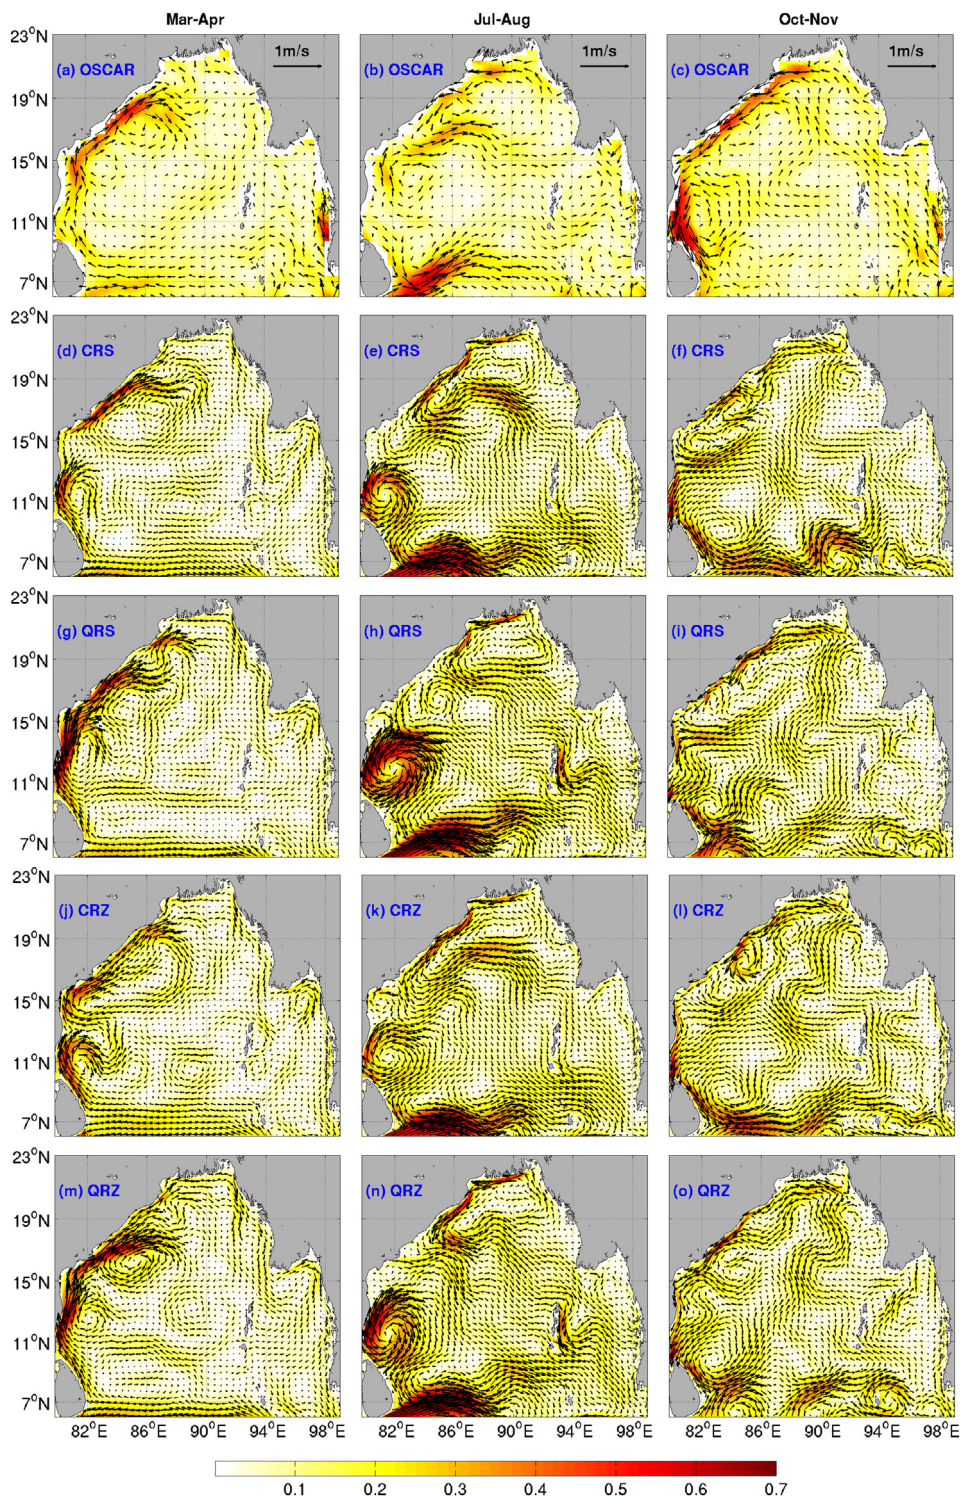 Mar-Apr Jul-Aug Oct-Nov
23°N
(a) OSCAR 1m/s (b) OSCAR 1m/s (c) OSCAR 1m/s
19°N
15°N
11°N
7°N
23°N
(d) CRS (e) CRS (f) CRS
19°N
15°N
11°N
7°N
23°N
(g) QRS (h) QRS (i) QRS
19°N
15°N
11°N
7°N
23°N
(j) CRZ (k) CRZ (l) CRZ
19°N
15°N
11°N
7°N
23°N
(m) QRZ (n) QRZ (o) QRZ
19°N
15°N
11°N
7°N
82°E 86°E 90°E 94°E 98°E 82°E 86°E 90°E 94°E 98°E 82°E 86°E 90°E 94°E 98°E
0.1 0.2 0.3 0.4 0.5 0.6 0.7